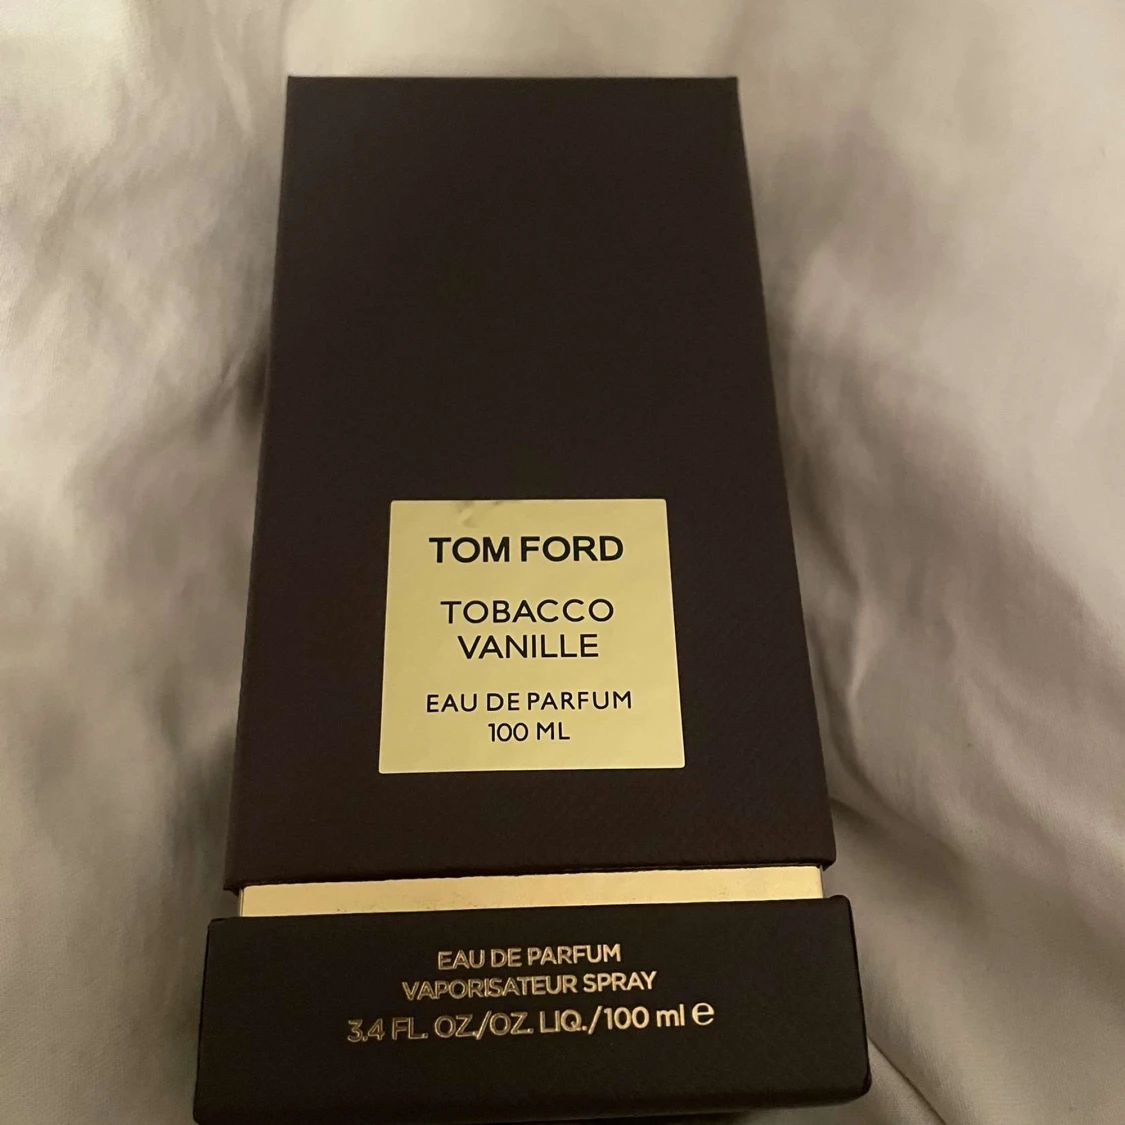 TOM FORD
TOBACCO
VANILLE
EAU DE PARFUM
100 ML
EAU DE PARFUM
VAPORISATEUR SPRAY
3,4 FL. OZ./OZ. LIQ./100 ml ℮